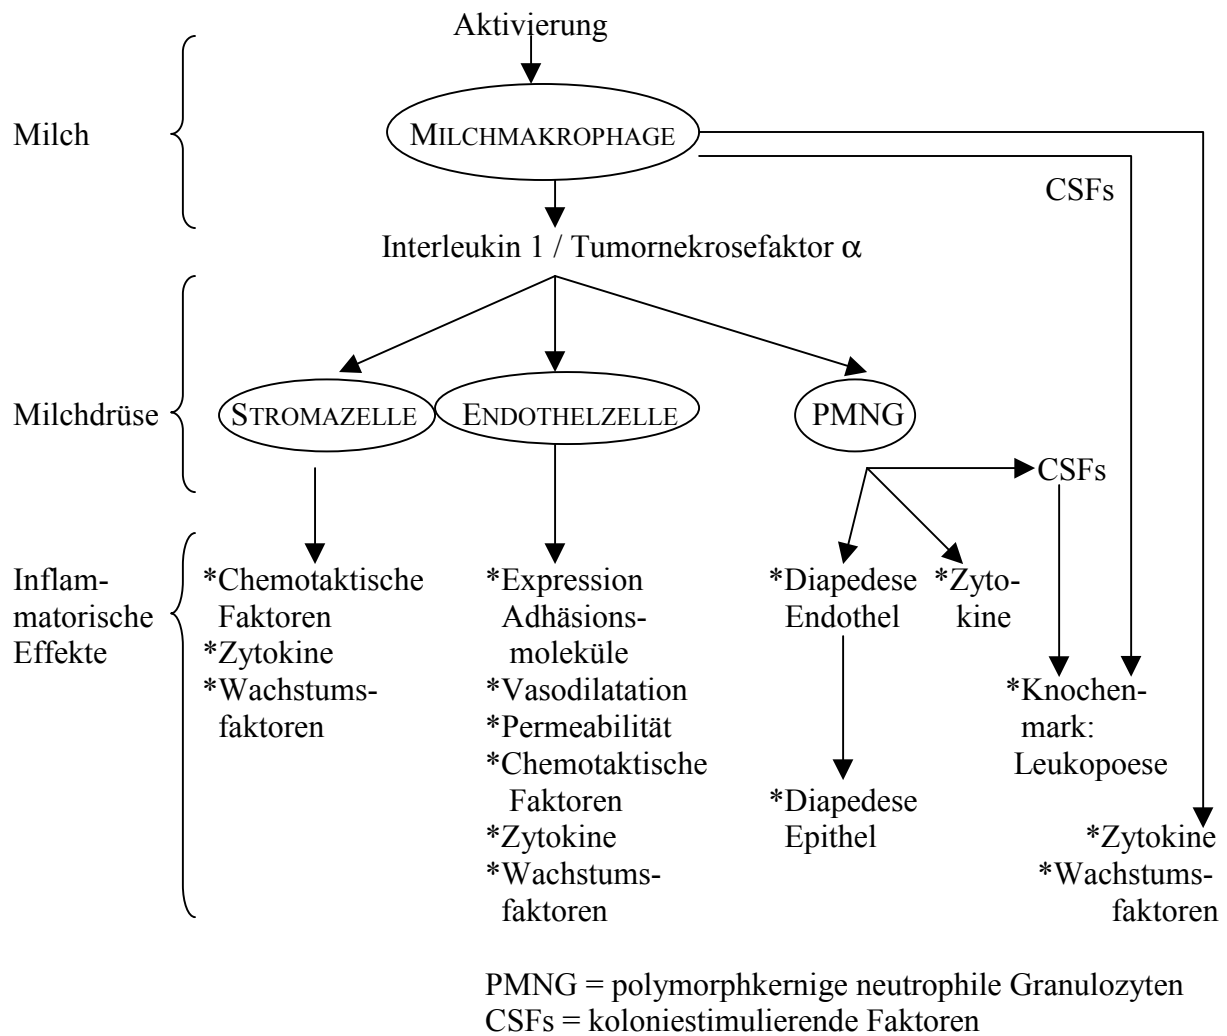 Aktivierung
Milch
MILCHMAKROPHAGE
CSFs
Interleukin 1 / Tumornekrosefaktor α
Milchdrüse
STROMAZELLE
ENDOTHELZELLE
PMNG
CSFs
Inflam-
matorische
Effekte
*Chemotaktische
Faktoren
*Zytokine
*Wachstums-
faktoren
*Expression
Adhäsions-
moleküle
*Vasodilatation
*Permeabilität
*Chemotaktische
Faktoren
*Zytokine
*Wachstums-
faktoren
*Diapedese
Endothel
*Diapedese
Epithel
*Zyto-
kine
*Knochen-
mark:
Leukopoese
*Zytokine
*Wachstums-
faktoren
PMNG = polymorphkernige neutrophile Granulozyten
CSFs = koloniestimulierende Faktoren